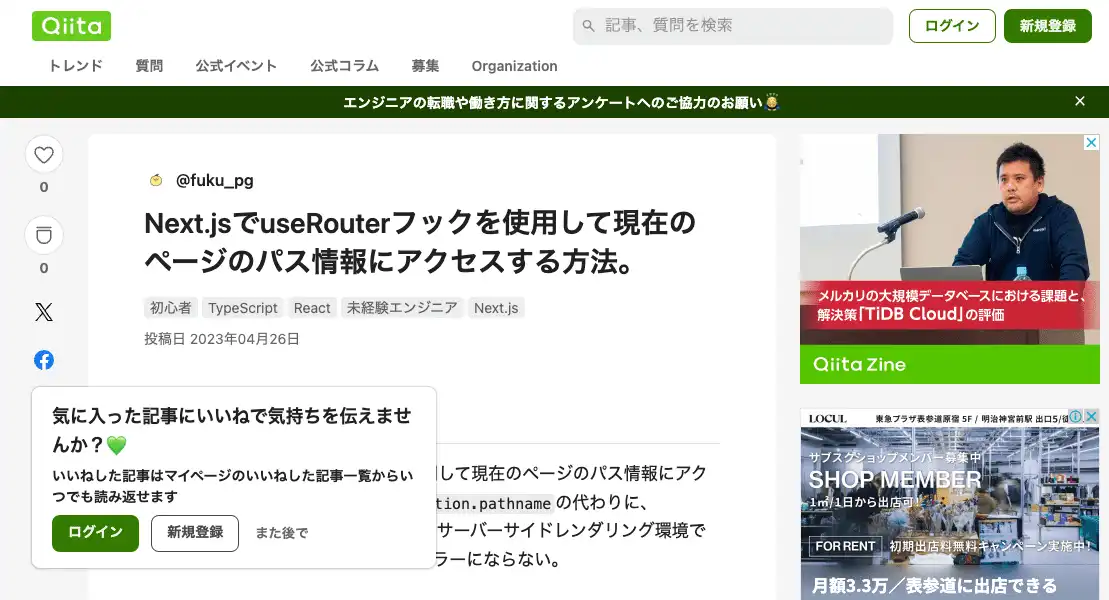 Qiita
記事、質問を検索
ログイン
新規登録
トレンド
質問
公式イベント
公式コラム
募集
Organization
エンジニアの転職や働き方に関するアンケートへのご協力のお願い
0
0
@fuku_pg
Next.jsでuseRouterフックを使用して現在の
ページのパス情報にアクセスする方法。
初心者 TypeScript React 未経験エンジニア Next.js
投稿日 2023年04月26日
気に入った記事にいいねで気持ちを伝えませ
んか？
いいねした記事はマイページのいいねした記事一覧からい
つでも読み返せます
ログイン
新規登録
また後で
して現在のページのパス情報にアク
tion.pathnameの代わりに、
サーバーサイドレンダリング環境で
ラーにならない。
メルカリの大規模データベースにおける課題と、
解決策「TiDB Cloud」の評価
Qiita Zine
LOCUL
東急プラザ表参道原宿 5F / 明治神宮前駅 出口5/徒
サブスクショップメンバー募集中
SHOP MEMBER
1㎡/1日から出店可!
FOR RENT
初期出店料無料キャンペーン実施中!
月額3.3万／表参道に出店できる